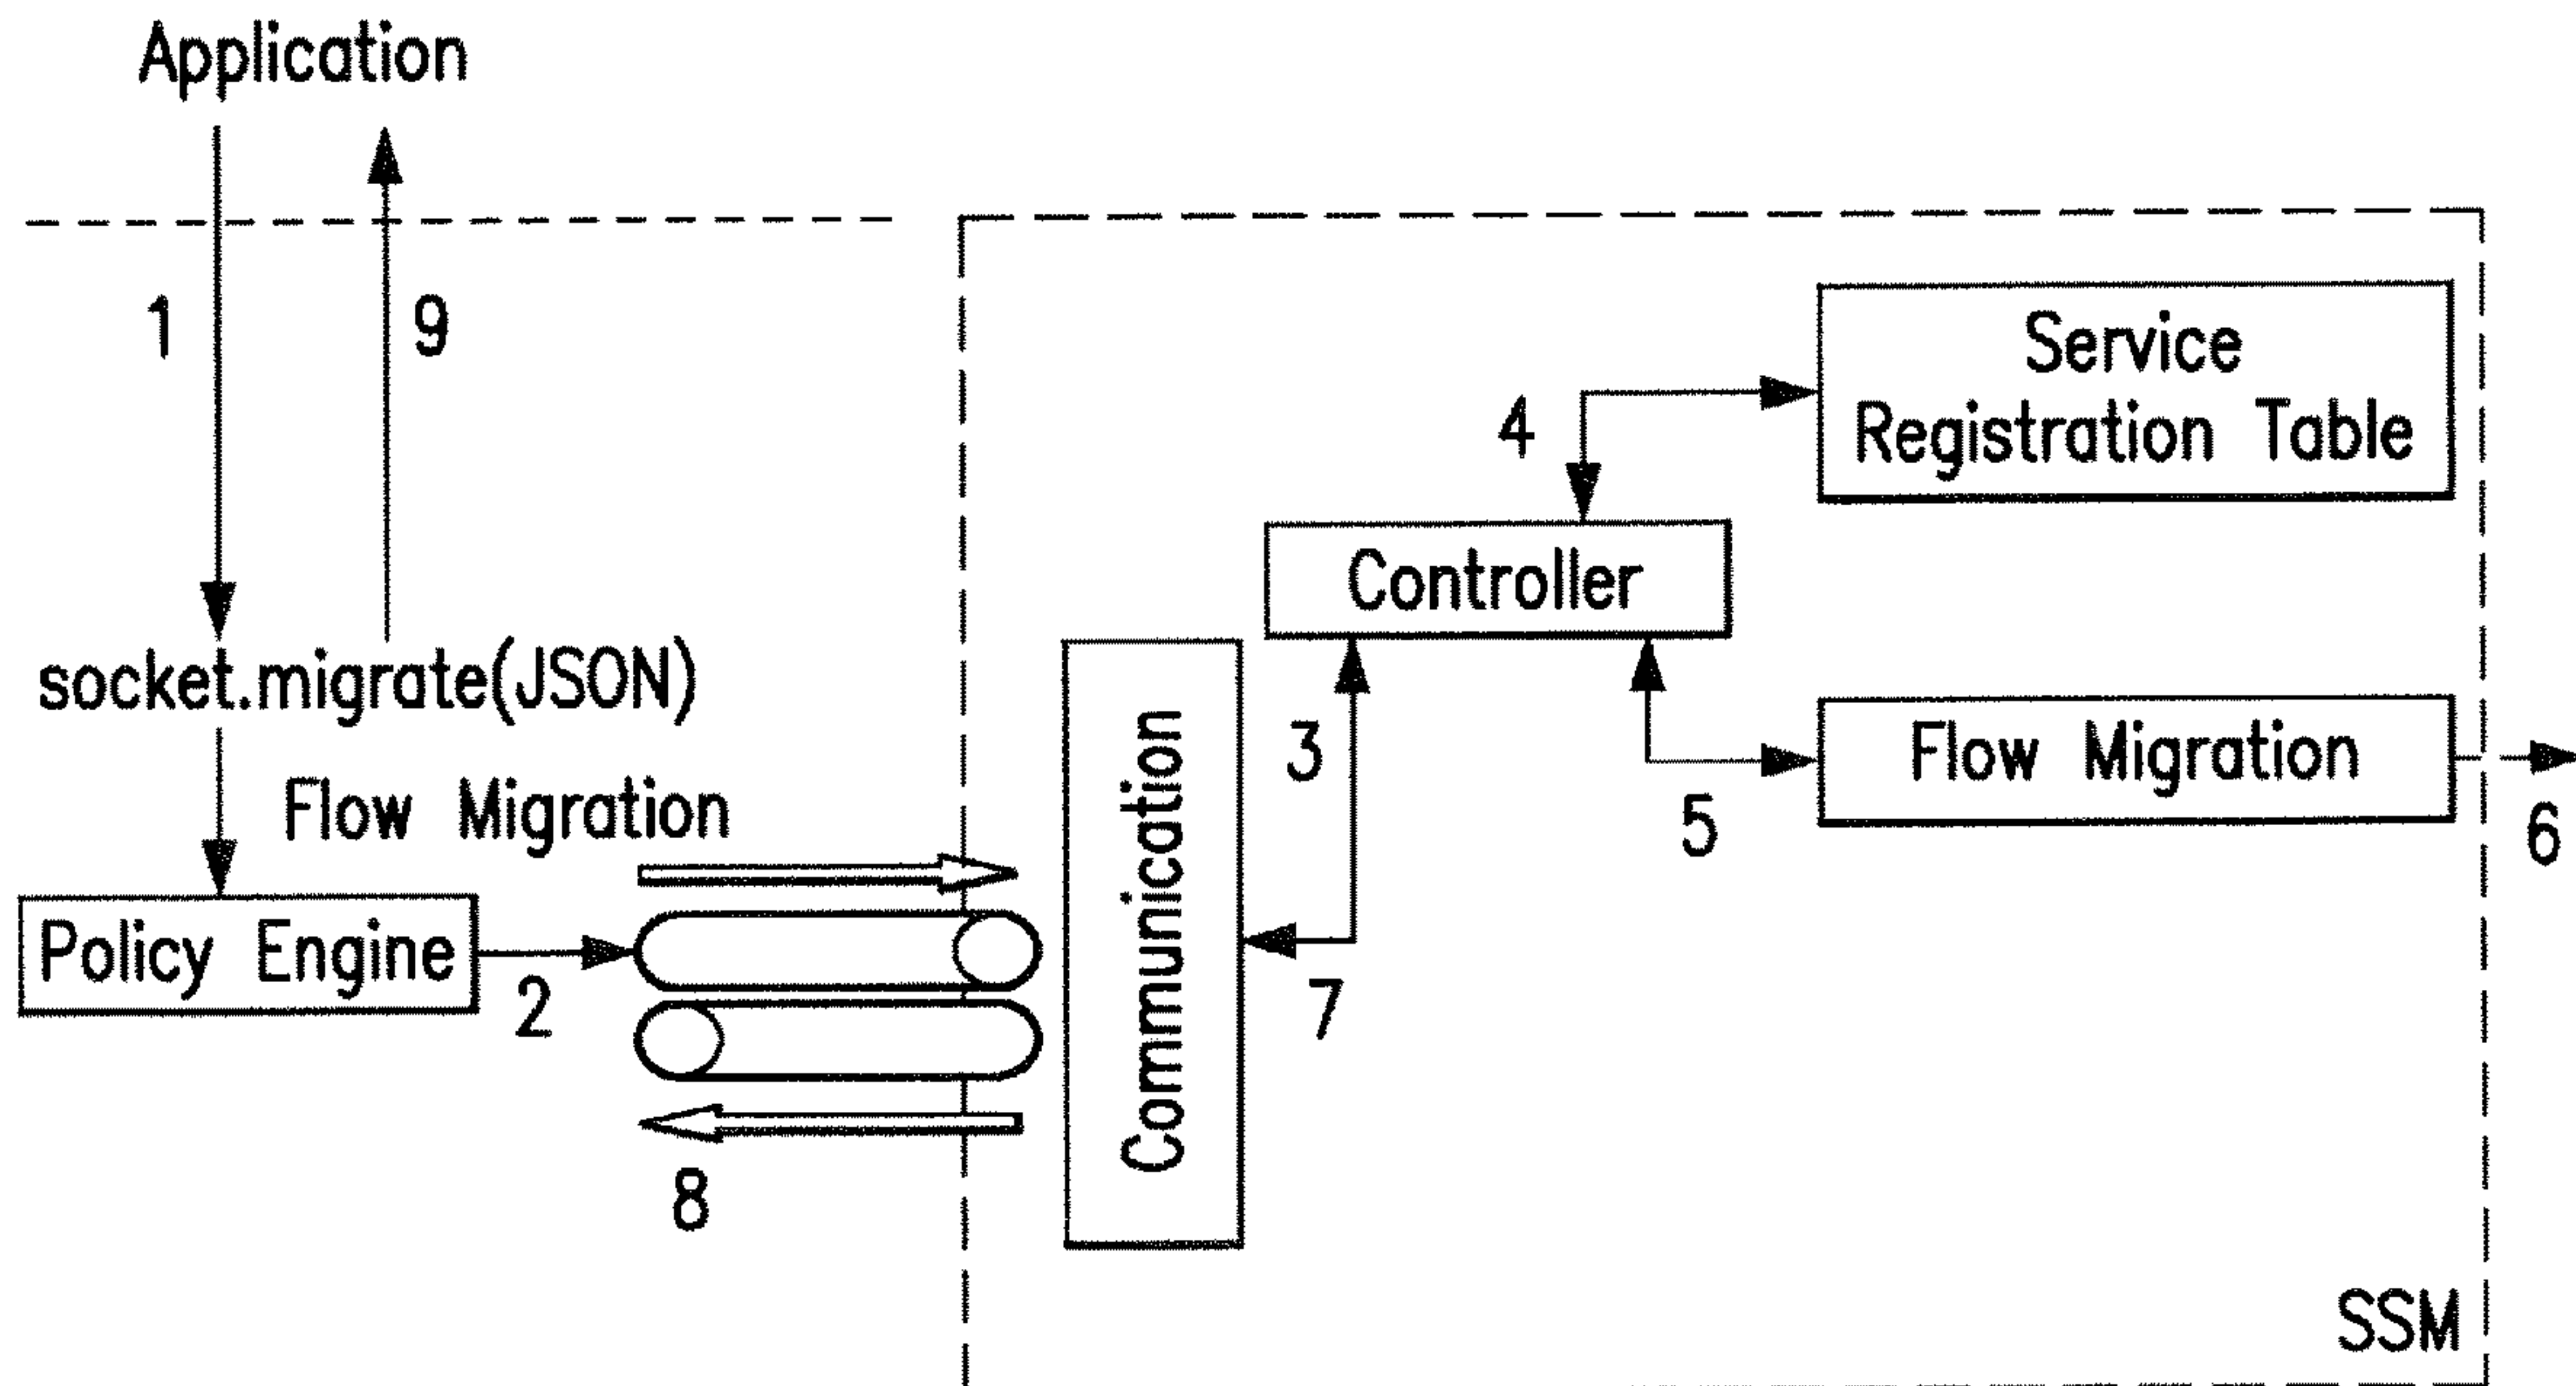 Application
1
9
socket.migrate(JSON)
Flow Migration
Policy Engine
2
8
Communication
3
7
Controller
4
5
Service
Registration Table
Flow Migration
6
SSM